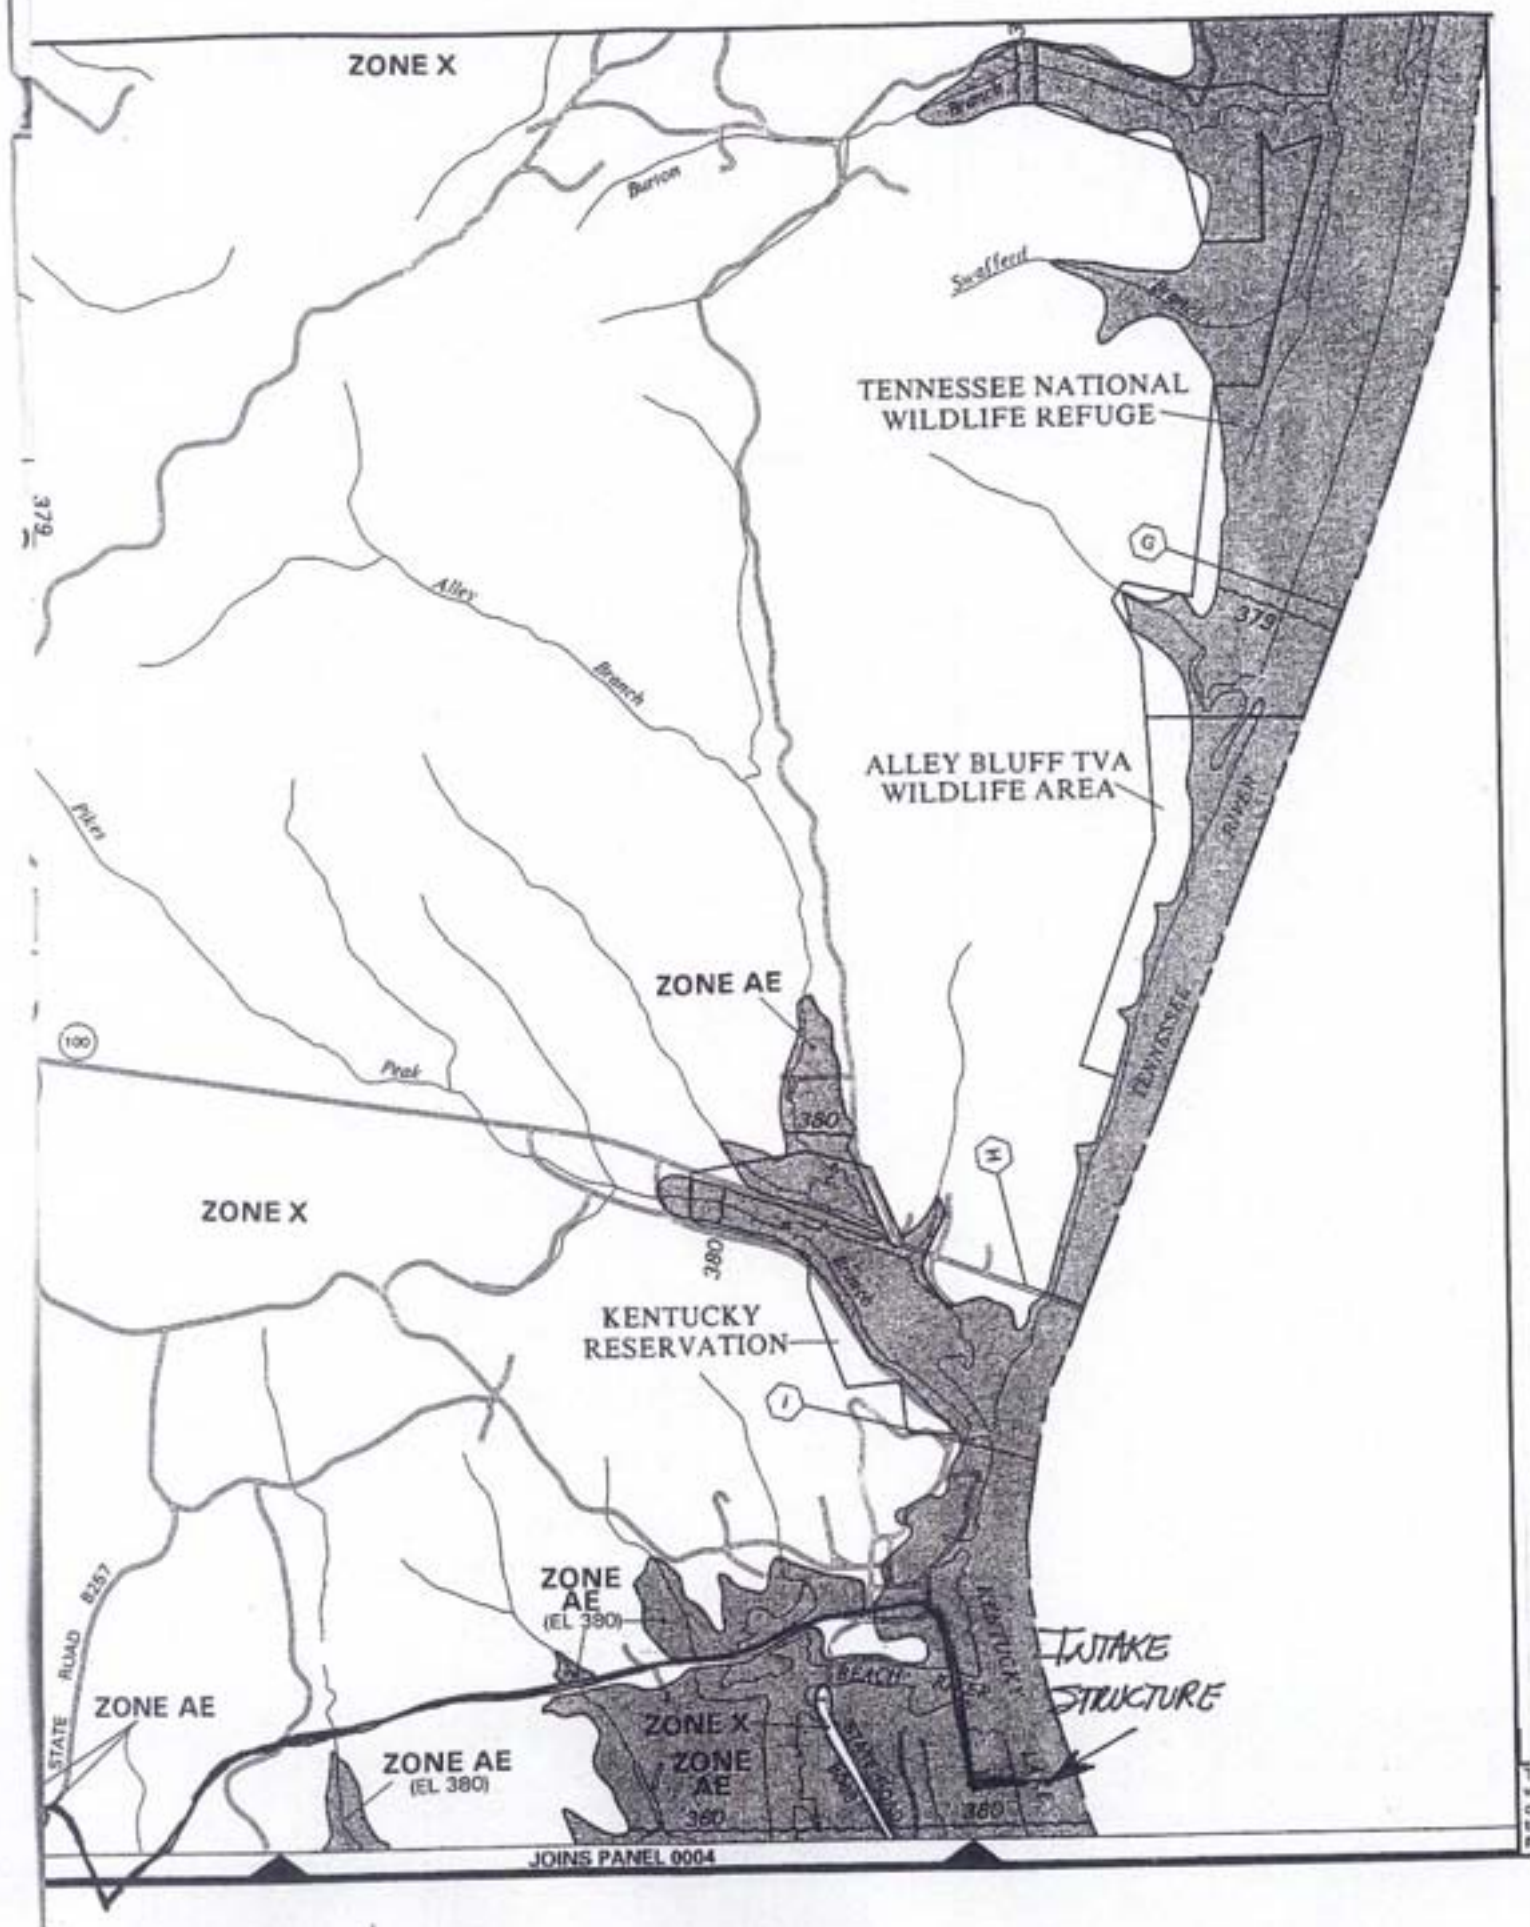 ZONE X
Branch
Burton
Swafford
Branch
TENNESSEE NATIONAL
WILDLIFE REFUGE
379
G
379
Alley
Branch
ALLEY BLUFF TVA
WILDLIFE AREA
RIVER
TENNESSEE
Pikes
Peak
100
ZONE AE
380
H
ZONE X
380
Branch
KENTUCKY
RESERVATION
I
STATE ROAD 8267
ZONE
AE
(EL 380)
KENTUCKY
LAKE
BEACH RIVER
INTAKE
STRUCTURE
ZONE AE
ZONE AE
(EL 380)
ZONE X
ZONE
AE
380
380
JOINS PANEL 0004